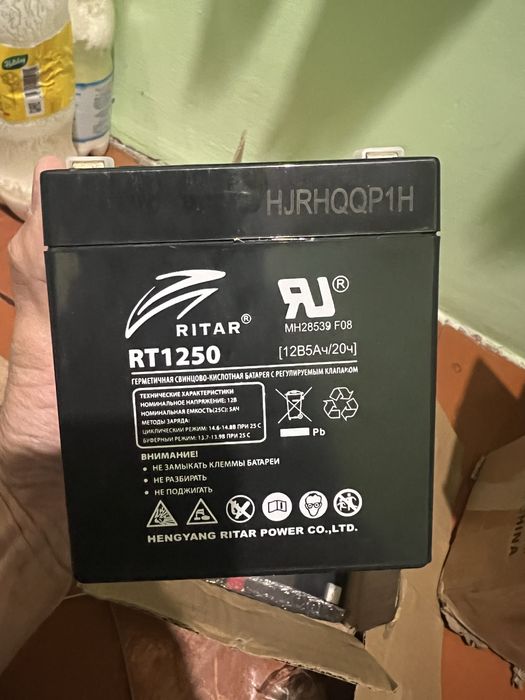 HJRHQQP1H
RITAR®
RT1250
ЯU®
MH28539 F08
[12В5Ач/20ч]
ГЕРМЕТИЧНАЯ СВИНЦОВО-КИСЛОТНАЯ БАТАРЕЯ С РЕГУЛИРУЕМЫМ КЛАПАНОМ
ТЕХНИЧЕСКИЕ ХАРАКТЕРИСТИКИ
НОМИНАЛЬНОЕ НАПРЯЖЕНИЕ: 12В
НОМИНАЛЬНАЯ ЕМКОСТЬ(25С): 5АЧ
МЕТОДЫ ЗАРЯДА:
ЦИКЛИЧЕСКИЙ РЕЖИМ: 14.6-14.8В ПРИ 25 С
БУФЕРНЫЙ РЕЖИМ: 13.7-13.9В ПРИ 25 С
Pb
ВНИМАНИЕ!
• НЕ ЗАМЫКАТЬ КЛЕММЫ БАТАРЕИ
• НЕ РАЗБИРАТЬ
• НЕ ПОДЖИГАТЬ
HENGYANG RITAR POWER CO.,LTD.